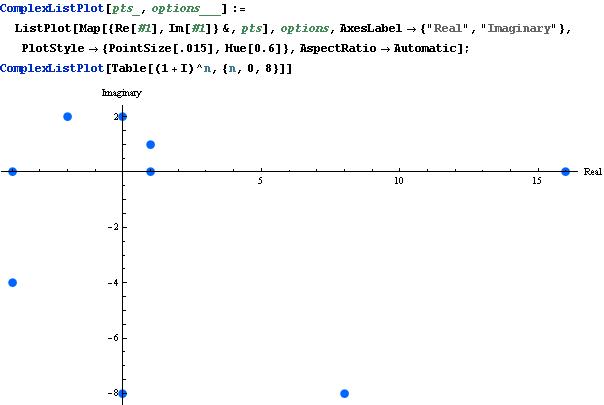 ComplexListPlot[pts_, options___] :=
ListPlot[Map[{Re[#1], Im[#1]} &, pts], options, AxesLabel → {"Real", "Imaginary"},
PlotStyle → {PointSize[.015], Hue[0.6]}, AspectRatio → Automatic];
ComplexListPlot[Table[(1 + I)^n, {n, 0, 8}]]
Imaginary
2
Real
5 10 15
-2
-4
-6
-8